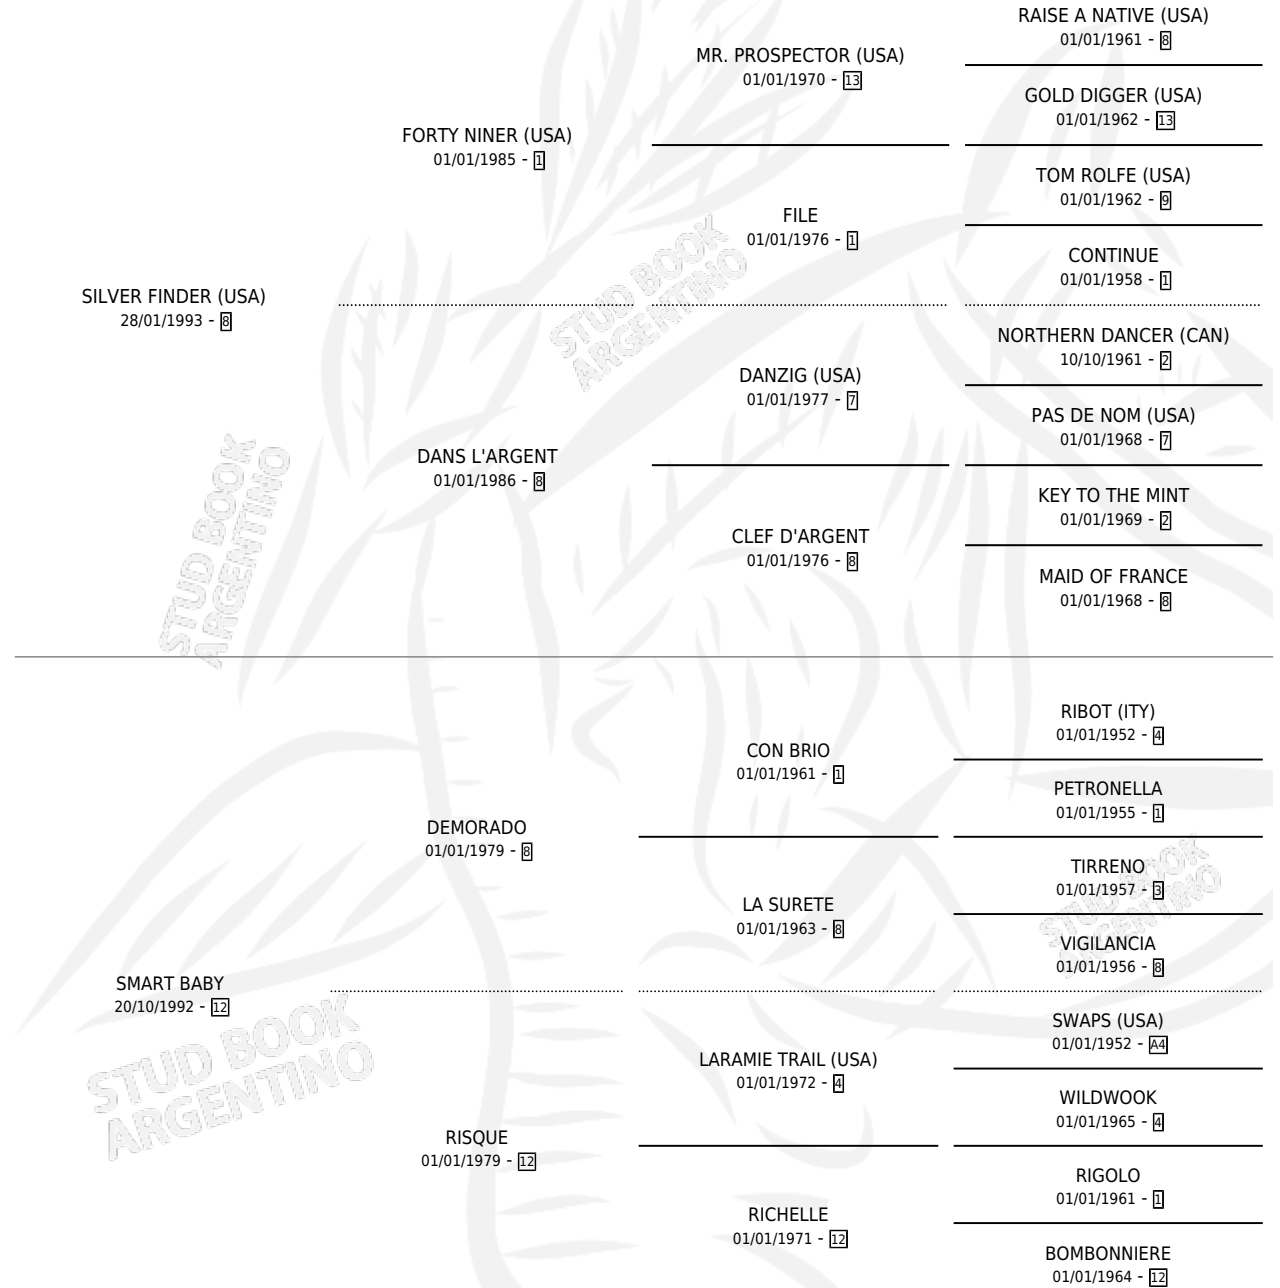 RAISE A NATIVE (USA)
01/01/1961 - 8
MR. PROSPECTOR (USA)
01/01/1970 - 13
GOLD DIGGER (USA)
01/01/1962 - 13
FORTY NINER (USA)
01/01/1985 - 1
TOM ROLFE (USA)
01/01/1962 - 9
FILE
01/01/1976 - 1
CONTINUE
01/01/1958 - 1
SILVER FINDER (USA)
28/01/1993 - 8
NORTHERN DANCER (CAN)
10/10/1961 - 2
DANZIG (USA)
01/01/1977 - 7
PAS DE NOM (USA)
01/01/1968 - 7
DANS L'ARGENT
01/01/1986 - 8
KEY TO THE MINT
01/01/1969 - 2
CLEF D'ARGENT
01/01/1976 - 8
MAID OF FRANCE
01/01/1968 - 8
STUD BOOK
ARGENTINO
STUD BOOK
ARGENTINO
RIBOT (ITY)
01/01/1952 - 4
CON BRIO
01/01/1961 - 1
PETRONELLA
01/01/1955 - 1
DEMORADO
01/01/1979 - 8
TIRRENO
01/01/1957 - 3
LA SURETE
01/01/1963 - 8
VIGILANCIA
01/01/1956 - 8
SMART BABY
20/10/1992 - 12
SWAPS (USA)
01/01/1952 - A4
LARAMIE TRAIL (USA)
01/01/1972 - 4
WILDWOOK
01/01/1965 - 4
RISQUE
01/01/1979 - 12
RIGOLO
01/01/1961 - 1
RICHELLE
01/01/1971 - 12
BOMBONNIERE
01/01/1964 - 12
STUD BOOK
ARGENTINO
STUD BOOK
ARGENTINO